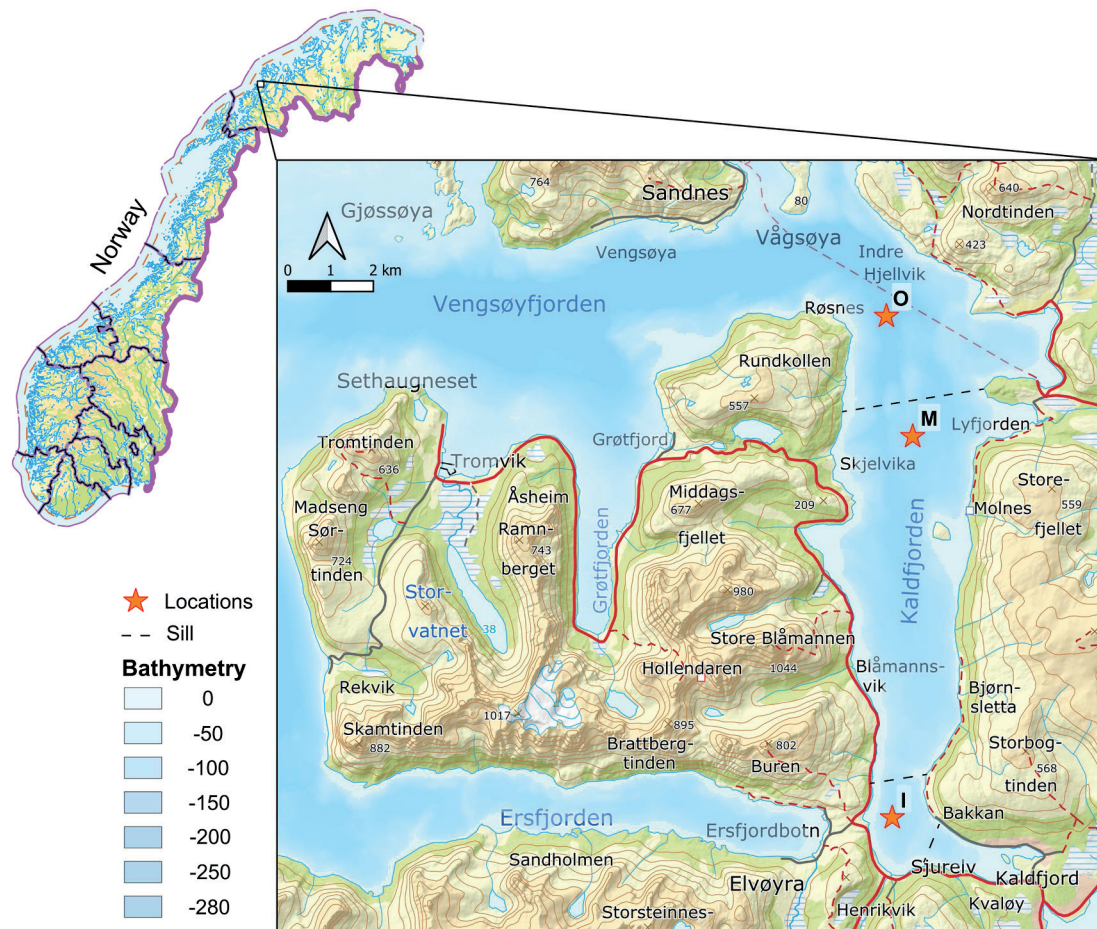 Norway
764
Sandnes
80
640
Nordtinden
Gjøssøya
Vågsøya
423
Vengsøya
Indre
Hjellvik
0 1 2 km
Vengsøyfjorden
Røsnes
O
Rundkollen
Sethaugneset
557
M
Lyfjorden
Tromtinden
Grøtfjord
636
Tromvik
Skjelvika
Åsheim
Middags-
677
209
Store-
559
fjellet
Madseng
Molnes
Sør-
724
tinden
Ramn-
743
berget
fjellet
Grøtfjorden
Kaldfjorden
980
Stor-
vatnet
38
Store Blåmannen
Hollendaren
1044
Blåmanns-
vik
Rekvik
Bjørn-
sletta
1017
Skamtinden
882
895
Brattberg-
tinden
802
Buren
Storbog-
568
tinden
I
Bakkan
Ersfjorden
Ersfjordbotn
Sandholmen
Sjureiv
Kaldfjord
Elvøyra
Henrikvik
Kvaløy
Storsteinnes-
Locations
Sill
Bathymetry
0
-50
-100
-150
-200
-250
-280